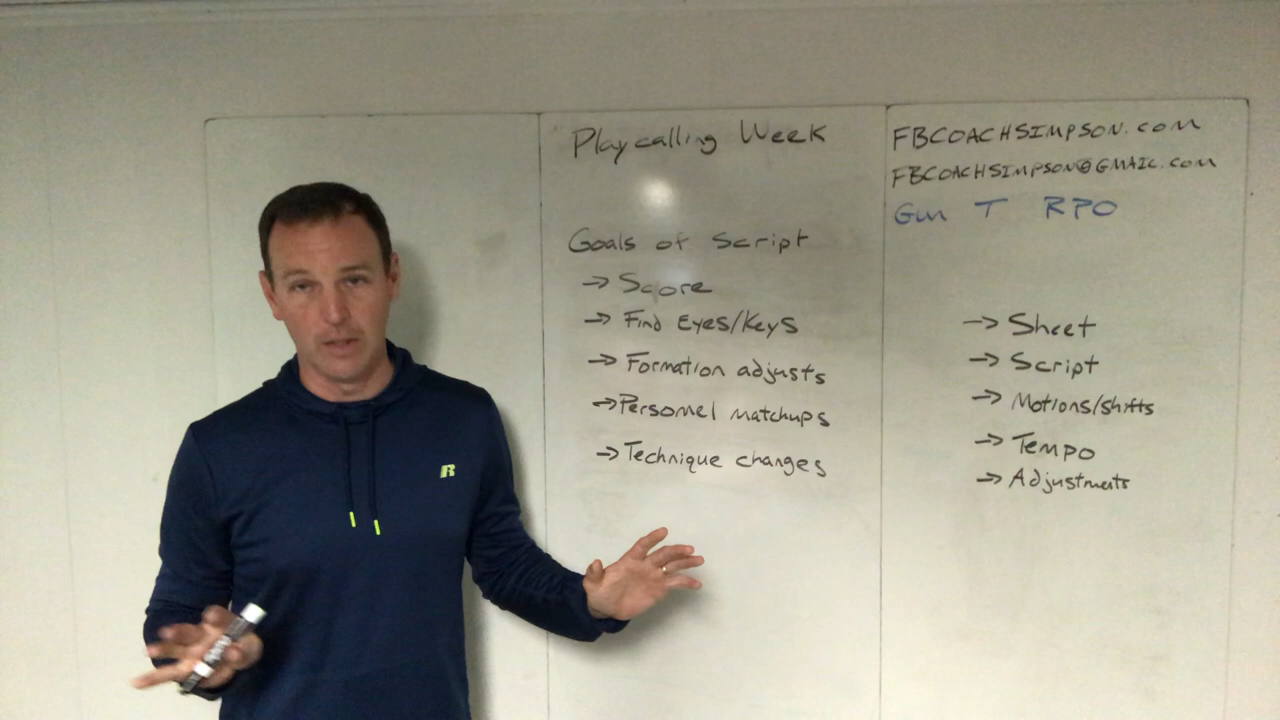 Playcalling Week
Goals of Script
→ Score
→ Find Eyes/Keys
→ Formation adjusts
→ Personel matchups
→ Technique changes
FBCOACHSIMPSON.COM
FBCOACHSIMPSON@GMAIL.COM
Gun T RPO
→ Sheet
→ Script
→ Motions/shifts
→ Tempo
→ Adjustments
R